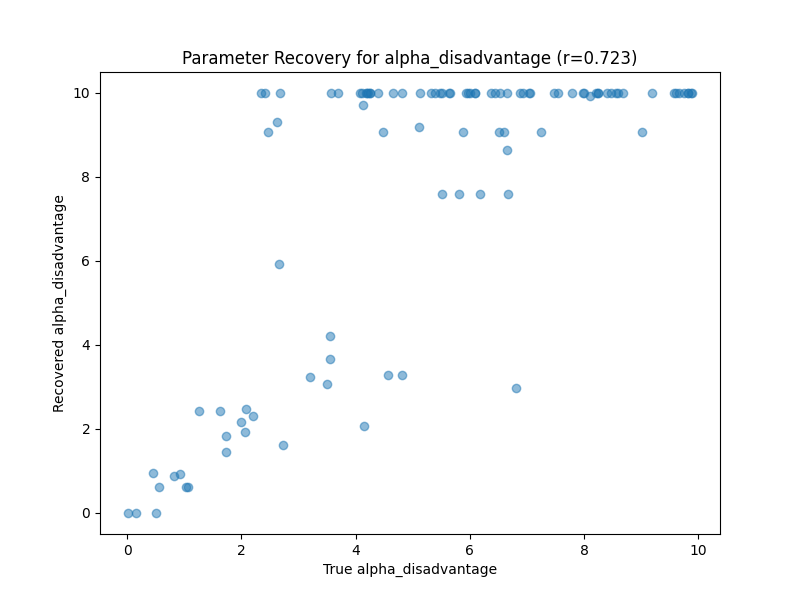 Parameter Recovery for alpha_disadvantage (r=0.723)
10
8
6
4
2
0
Recovered alpha_disadvantage
0 2 4 6 8 10
True alpha_disadvantage